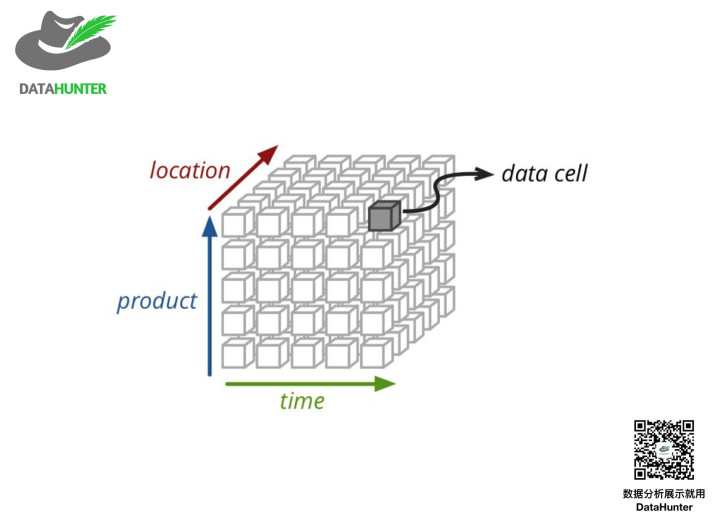 DATAHUNTER
location
data cell
product
time
数据分析展示就用
DataHunter